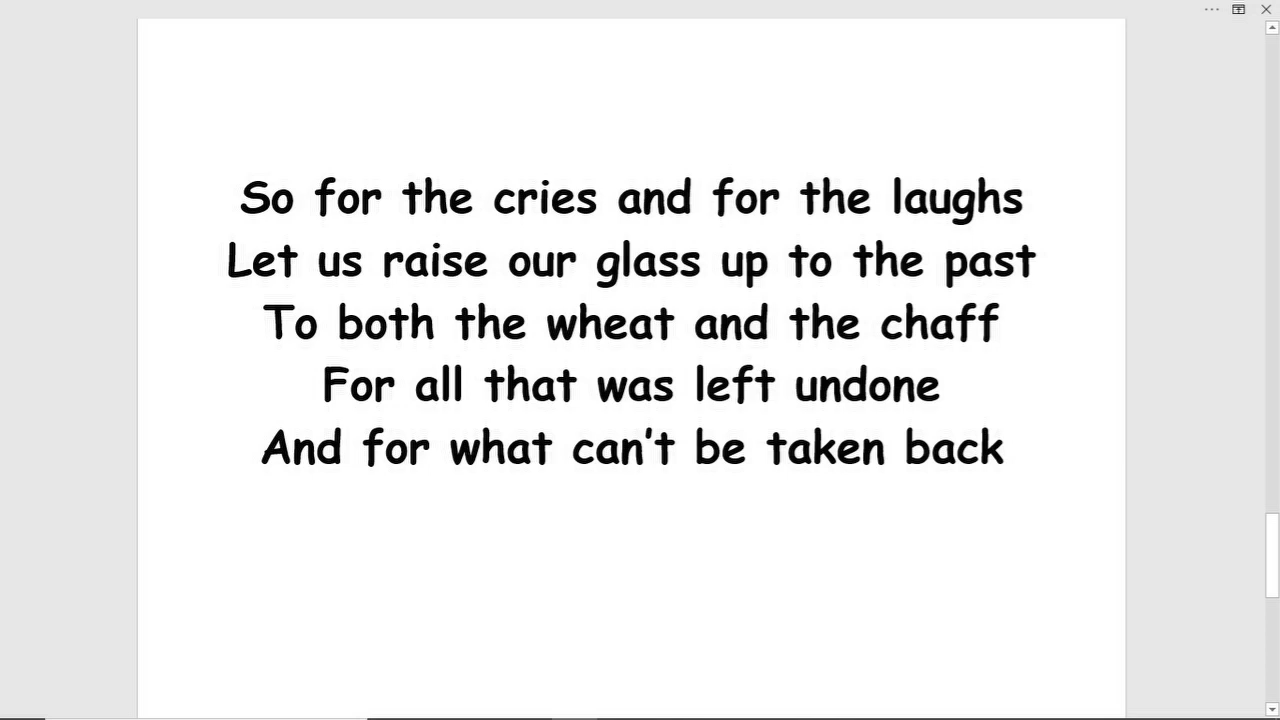 So for the cries and for the laughs
Let us raise our glass up to the past
To both the wheat and the chaff
For all that was left undone
And for what can't be taken back